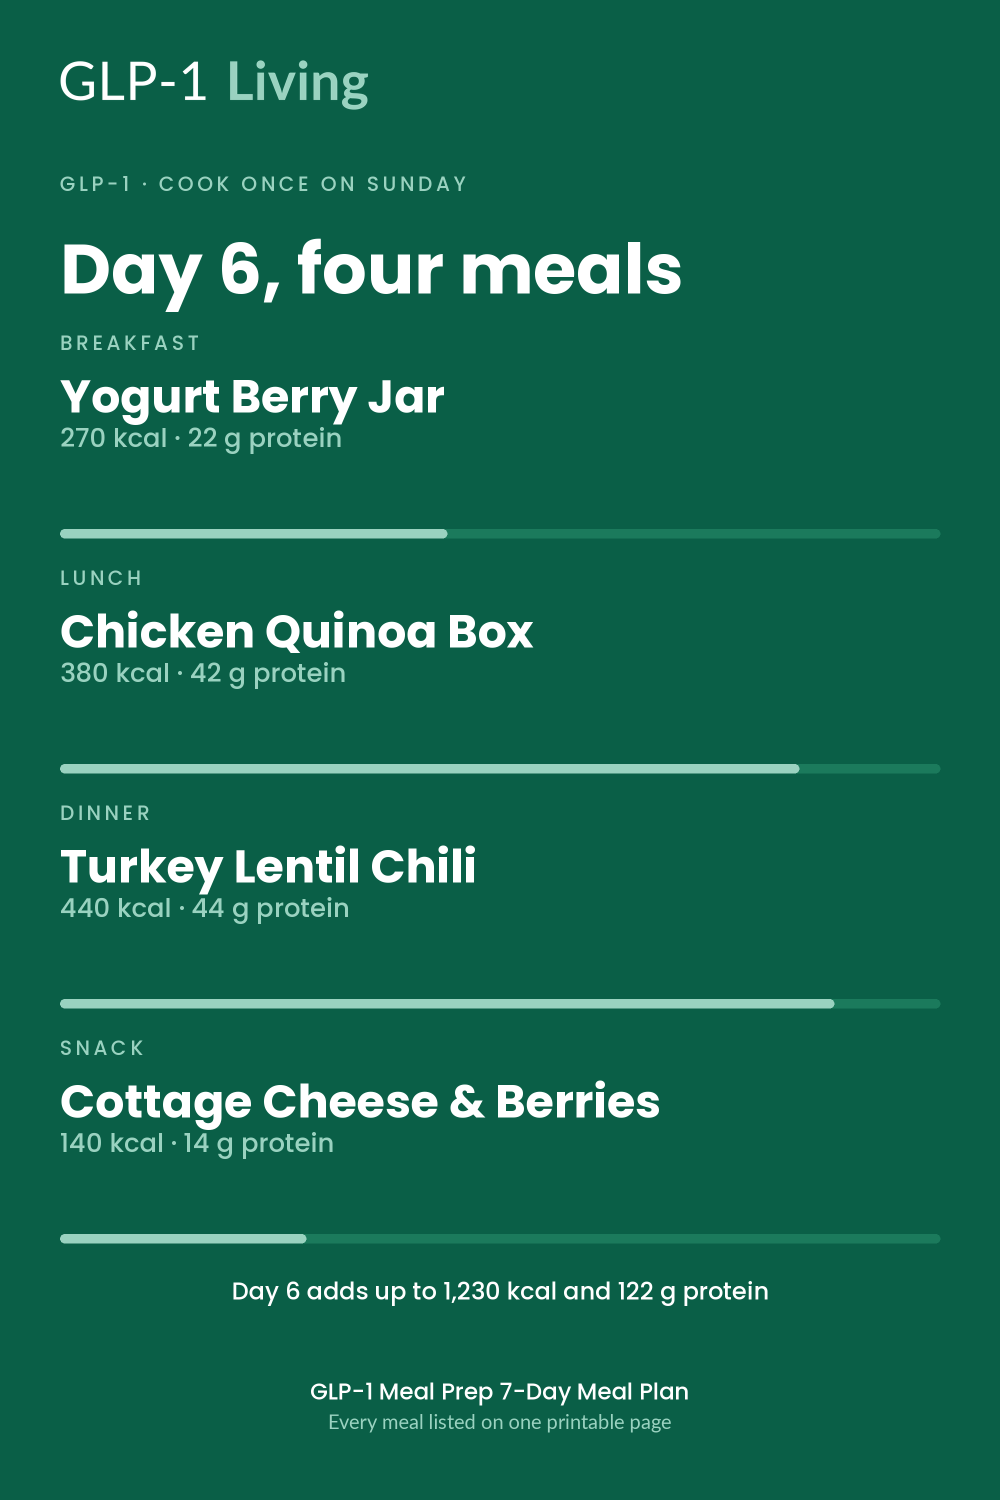 GLP-1 Living
GLP-1 · COOK ONCE ON SUNDAY
Day 6, four meals
BREAKFAST
Yogurt Berry Jar
270 kcal · 22 g protein
LUNCH
Chicken Quinoa Box
380 kcal · 42 g protein
DINNER
Turkey Lentil Chili
440 kcal · 44 g protein
SNACK
Cottage Cheese & Berries
140 kcal · 14 g protein
Day 6 adds up to 1,230 kcal and 122 g protein
GLP-1 Meal Prep 7-Day Meal Plan
Every meal listed on one printable page